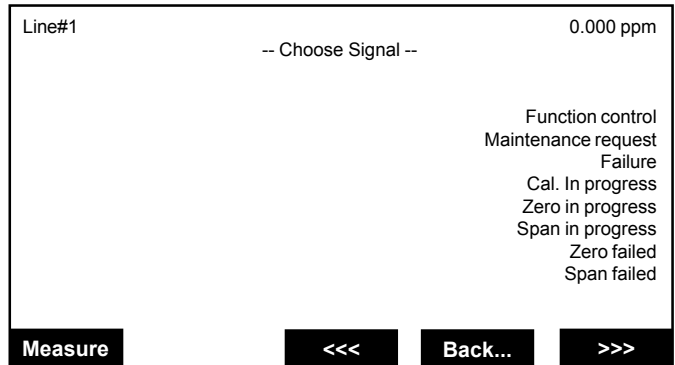 Line#1 0.000 ppm
-- Choose Signal --
Function control
Maintenance request
Failure
Cal. In progress
Zero in progress
Span in progress
Zero failed
Span failed
Measure <<< Back... >>>